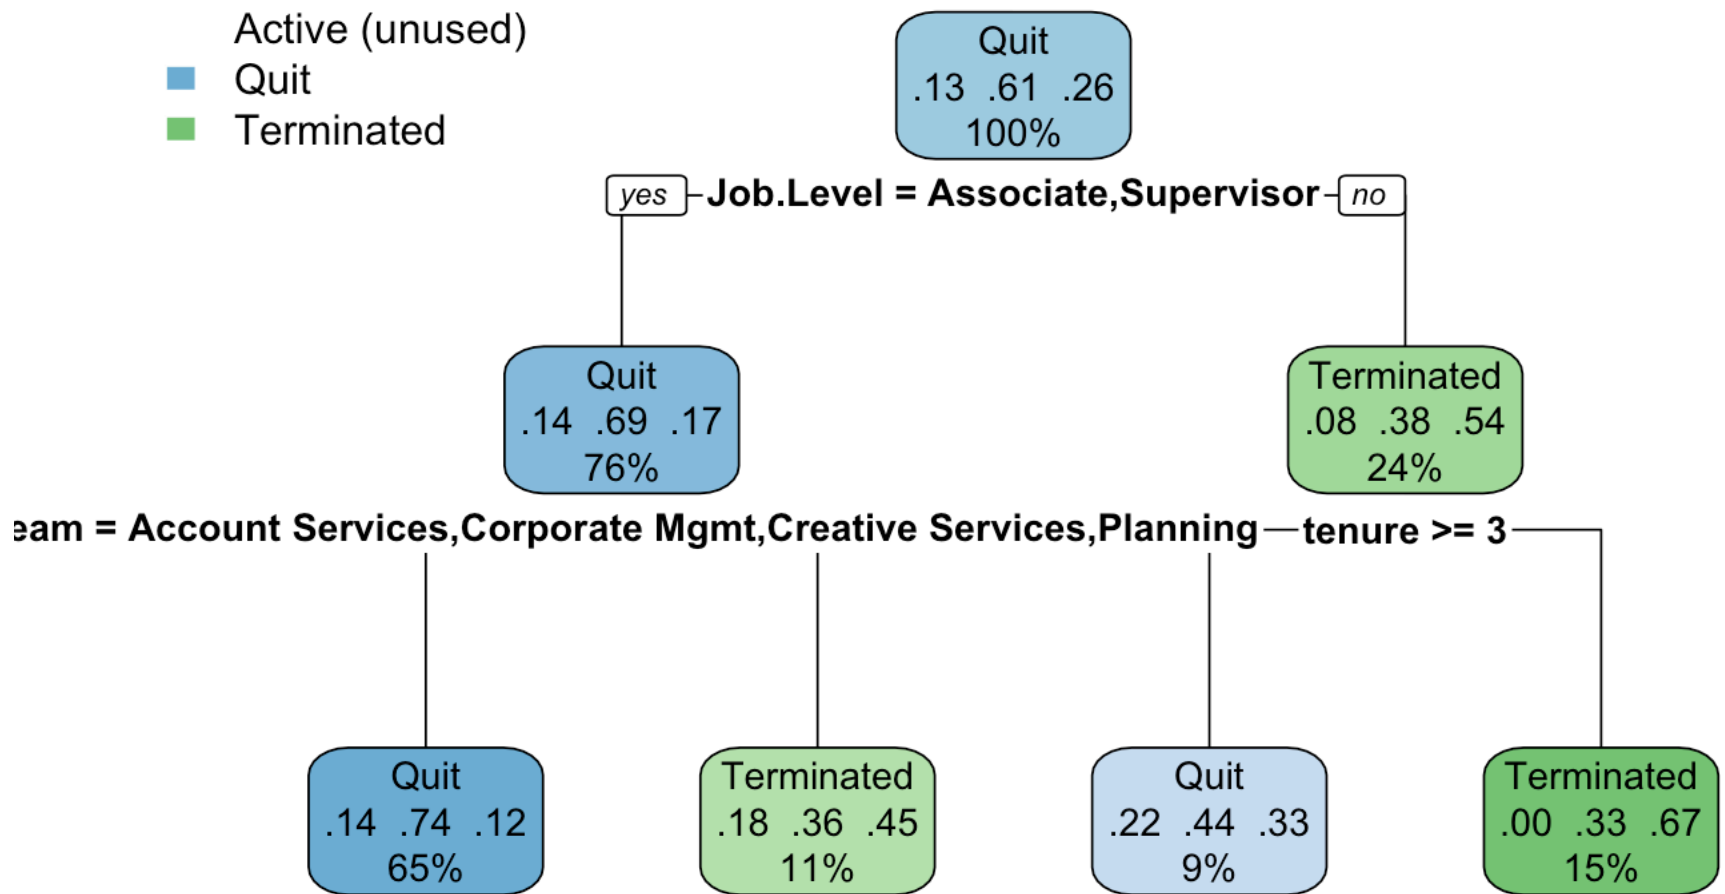 Active (unused)
Quit
Terminated
Quit
.13 .61 .26
100%
yes
Job.Level = Associate,Supervisor
no
Quit
.14 .69 .17
76%
Terminated
.08 .38 .54
24%
eam = Account Services,Corporate Mgmt,Creative Services,Planning
tenure >= 3
Quit
.14 .74 .12
65%
Terminated
.18 .36 .45
11%
Quit
.22 .44 .33
9%
Terminated
.00 .33 .67
15%